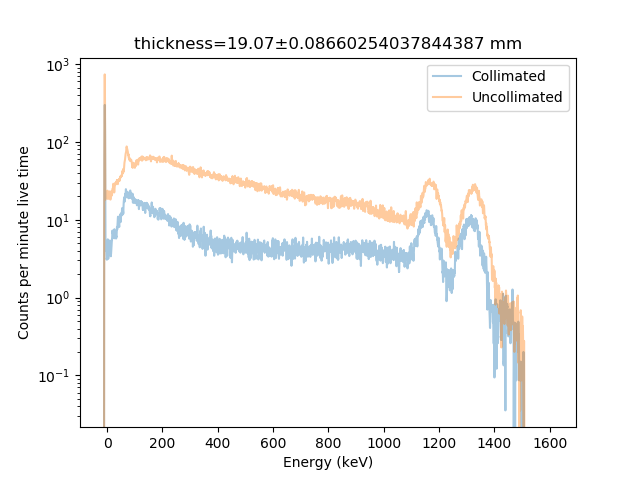 thickness=19.07±0.08660254037844387 mm
Collimated
Uncollimated
Counts per minute live time
10³
10²
10¹
10⁰
10⁻¹
0 200 400 600 800 1000 1200 1400 1600
Energy (keV)